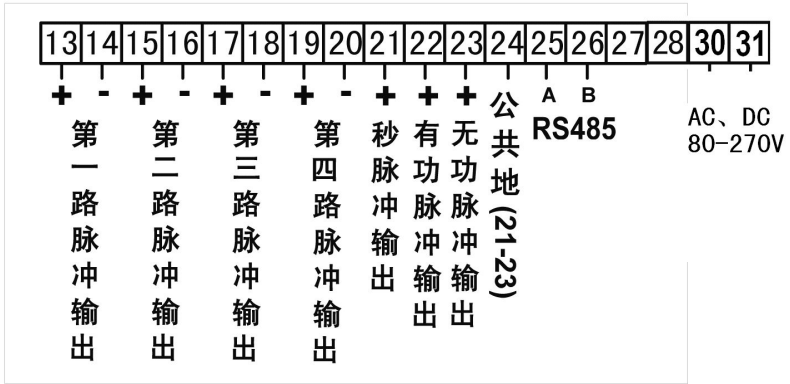 13 14 15 16 17 18 19 20 21 22 23 24 25 26 27 28 30 31
+ - + - + - + - + + +
A B
第一路脉冲输出
第二路脉冲输出
第三路脉冲输出
第四路脉冲输出
秒脉冲输出
有功脉冲输出
无功脉冲输出
公共地(21-23)
RS485
AC、DC
80-270V